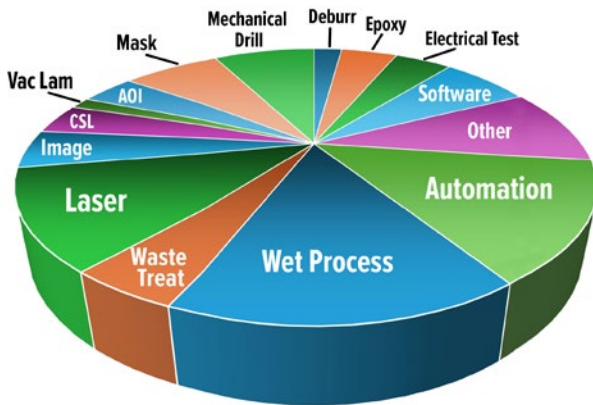 Mechanical
Drill
Deburr
Epoxy
Electrical Test
Mask
Software
Vac Lam
AOI
CSL
Other
Image
Automation
Laser
Waste
Treat
Wet Process